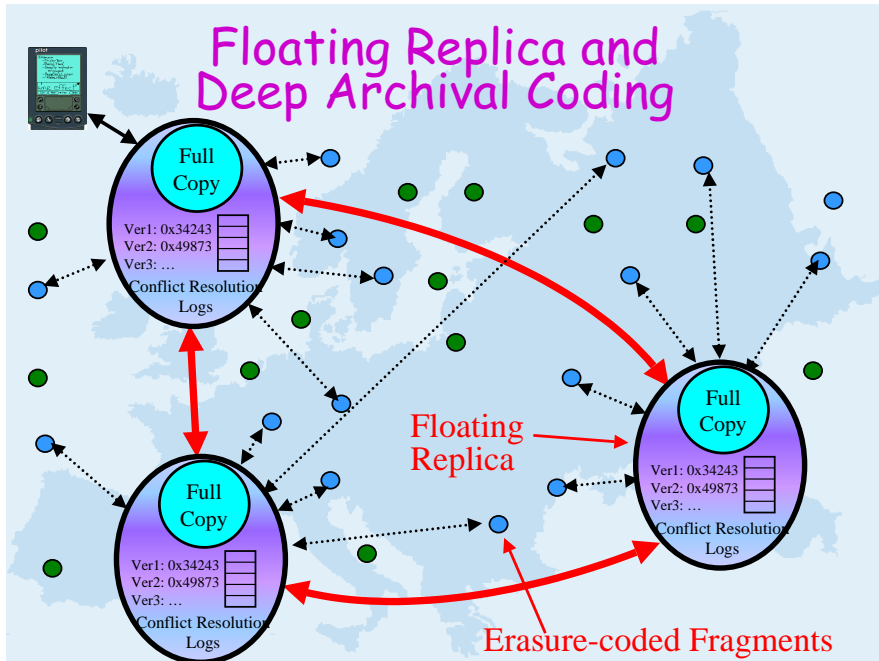 Floating Replica and
Deep Archival Coding
pilot
Full
Copy
Ver1: 0x34243
Ver2: 0x49873
Ver3: …
Conflict Resolution
Logs
Full
Copy
Ver1: 0x34243
Ver2: 0x49873
Ver3: …
Conflict Resolution
Logs
Floating
Replica
Full
Copy
Ver1: 0x34243
Ver2: 0x49873
Ver3: …
Conflict Resolution
Logs
Erasure-coded Fragments